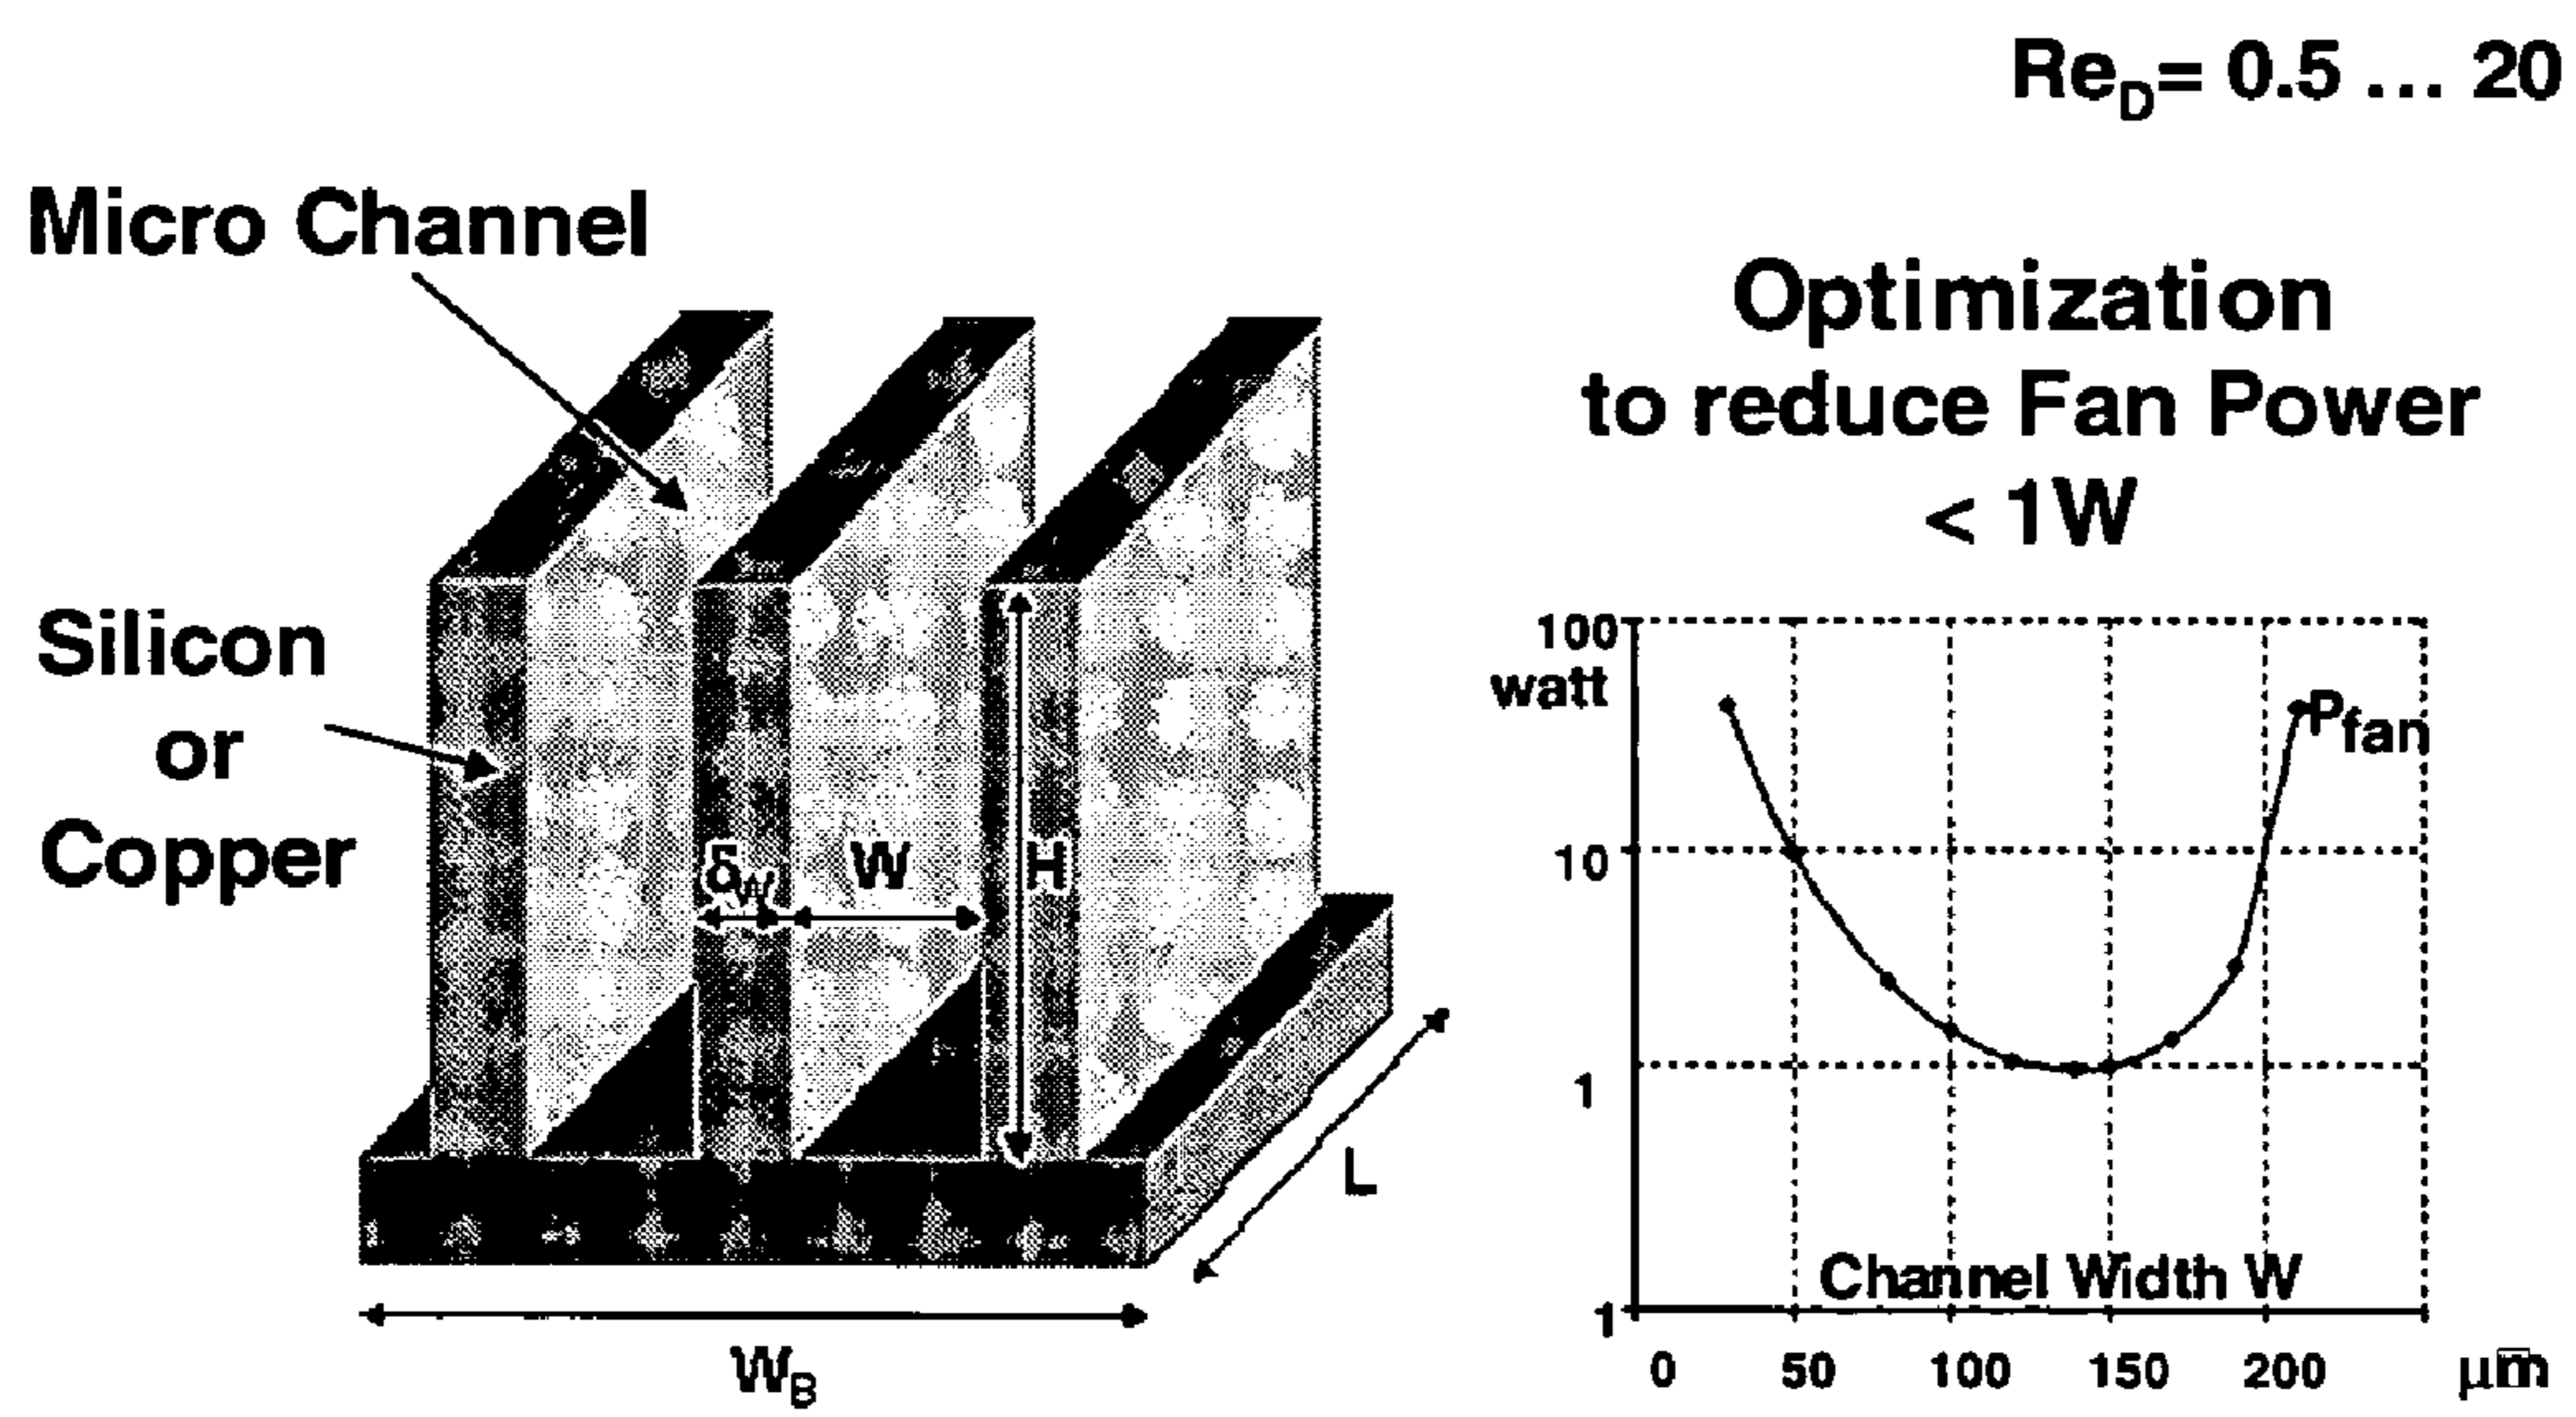 Re_D= 0.5 ... 20
Micro Channel
Silicon
or
Copper
δ_W
W
H
L
W_B
Optimization
to reduce Fan Power
< 1W
100
watt
10
1
1
P_fan
Channel Width W
0 50 100 150 200 μm